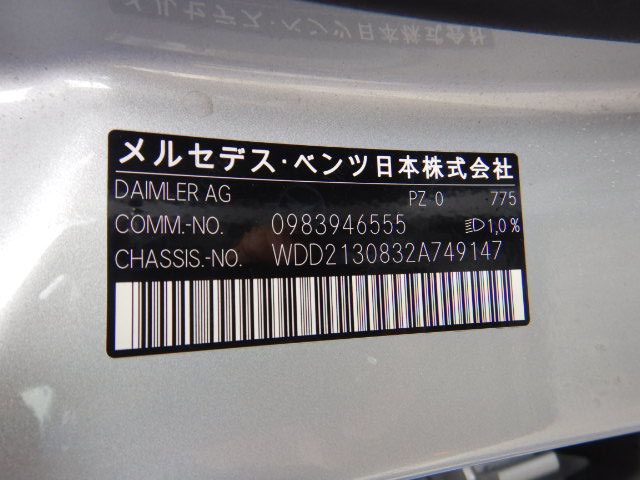 メルセデス・ベンツ日本株式会社
DAIMLER AG PZ 0 775
COMM.-NO. 0983946555 1,0%
CHASSIS.-NO. WDD2130832A749147